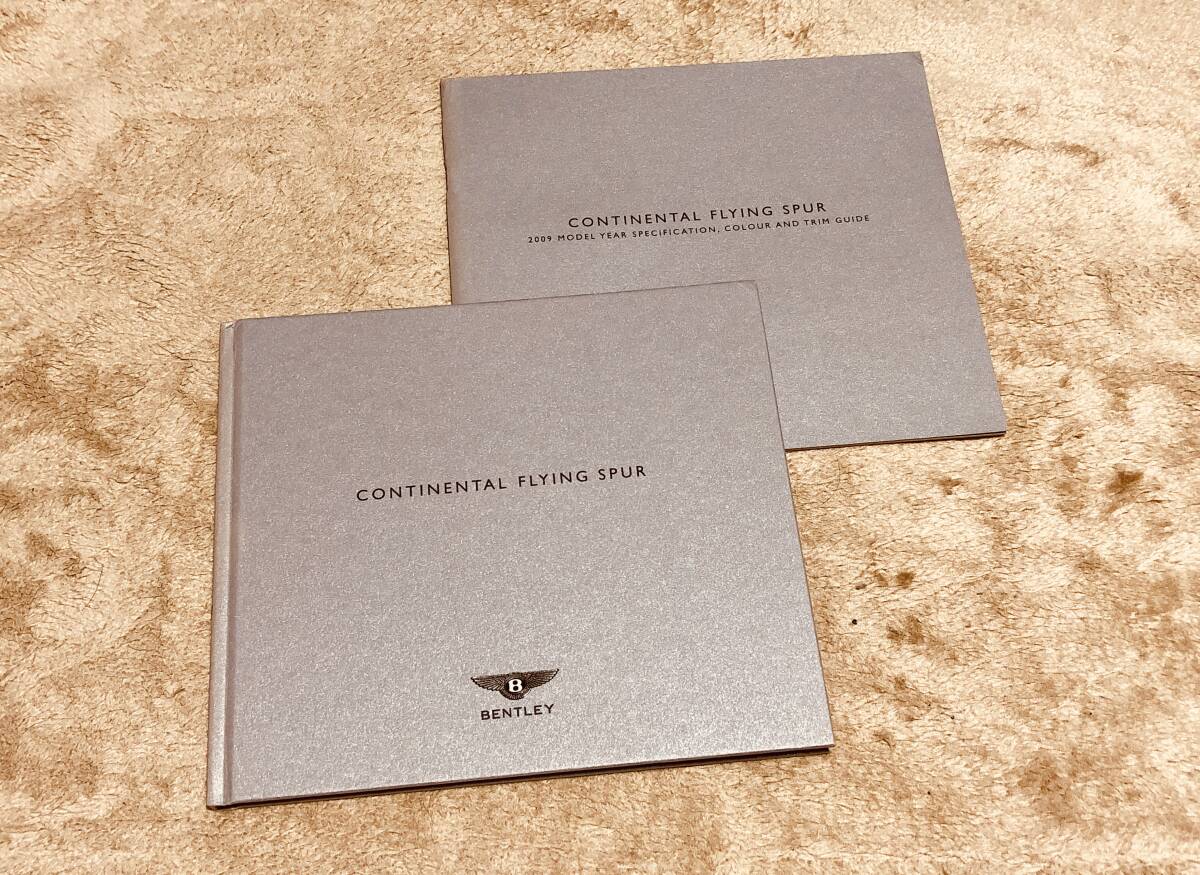 CONTINENTAL FLYING SPUR
2009 MODEL YEAR SPECIFICATION, COLOUR AND TRIM GUIDE
CONTINENTAL FLYING SPUR
B
BENTLEY